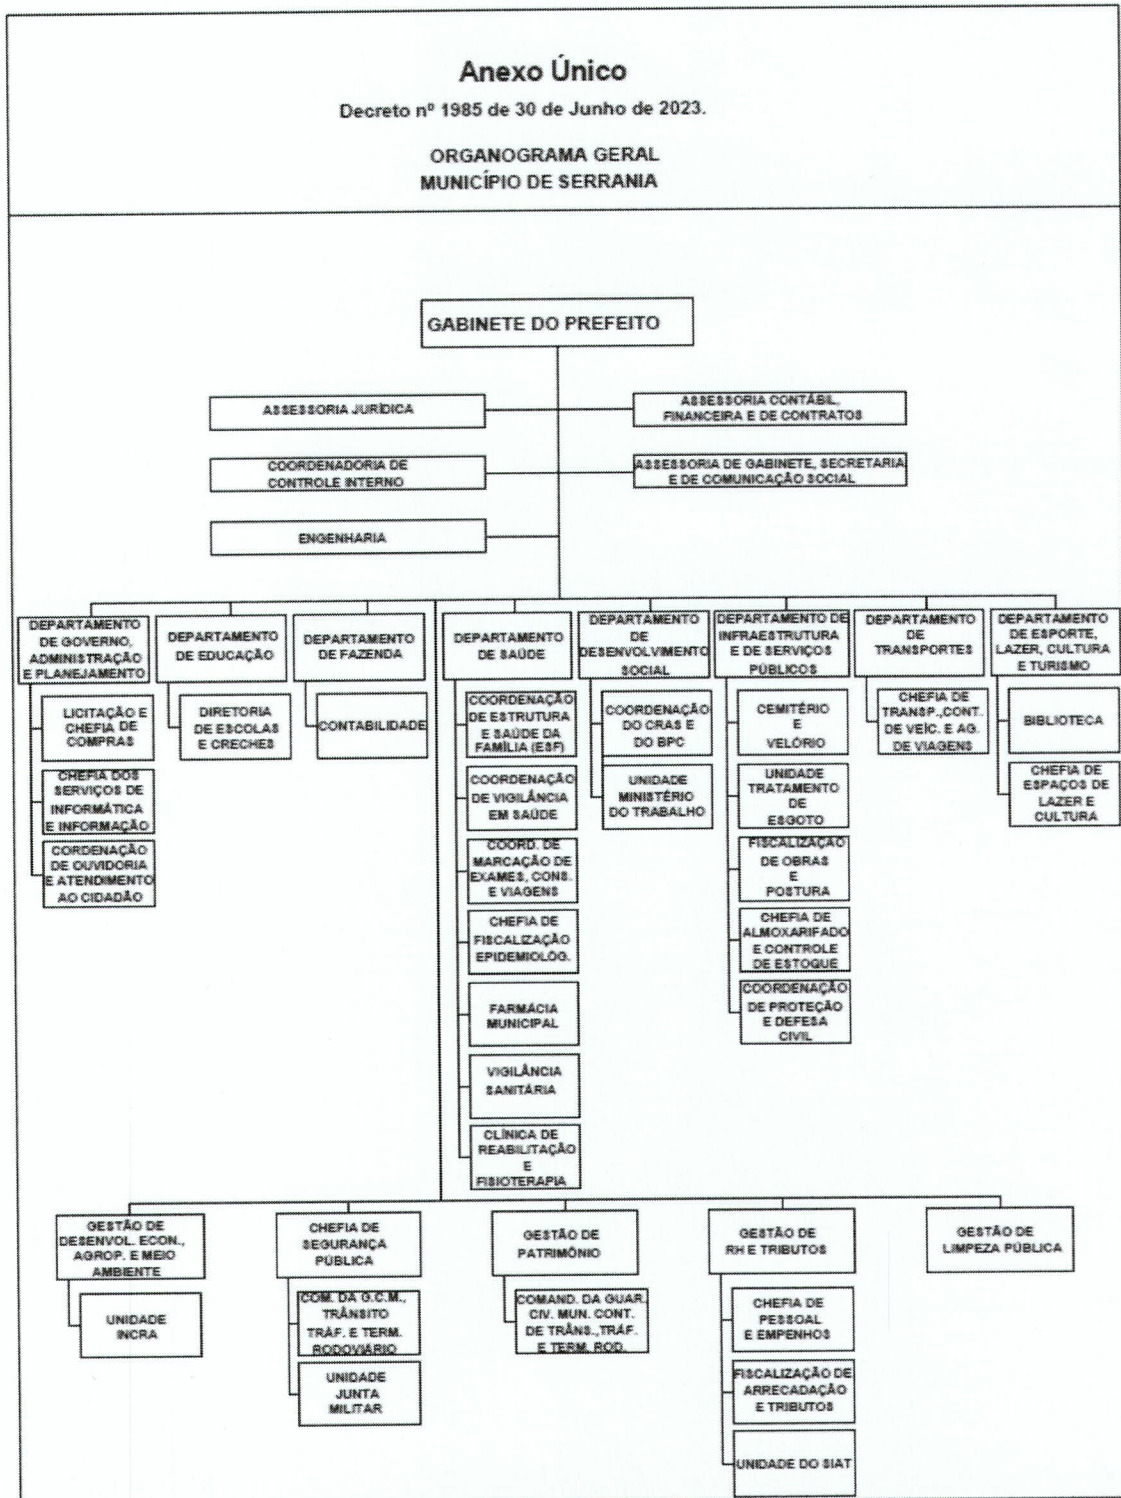 Anexo Único
Decreto nº 1985 de 30 de Junho de 2023.
ORGANOGRAMA GERAL
MUNICÍPIO DE SERRANIA
GABINETE DO PREFEITO
ASSESSORIA JURÍDICA
ASSESSORIA CONTÁBIL,
FINANCEIRA E DE CONTRATOS
COORDENADORIA DE
CONTROLE INTERNO
ASSESSORIA DE GABINETE, SECRETARIA
E DE COMUNICAÇÃO SOCIAL
ENGENHARIA
DEPARTAMENTO
DE GOVERNO,
ADMINISTRAÇÃO
E PLANEJAMENTO
LICITAÇÃO E
CHEFIA DE
COMPRAS
CHEFIA DOS
SERVIÇOS DE
INFORMÁTICA
E INFORMAÇÃO
CORDENAÇÃO
DE OUVIDORIA
E ATENDIMENTO
AO CIDADÃO
DEPARTAMENTO
DE EDUCAÇÃO
DIRETORIA
DE ESCOLAS
E CRECHES
DEPARTAMENTO
DE FAZENDA
CONTABILIDADE
DEPARTAMENTO
DE SAÚDE
COORDENAÇÃO
DE ESTRUTURA
E SAÚDE DA
FAMÍLIA (ESF)
COORDENAÇÃO
DE VIGILÂNCIA
EM SAÚDE
COORD. DE
MARCAÇÃO DE
EXAMES, CONS.
E VIAGENS
CHEFIA DE
FISCALIZAÇÃO
EPIDEMIOLÓG.
FARMÁCIA
MUNICIPAL
VIGILÂNCIA
SANITÁRIA
CLÍNICA DE
REABILITAÇÃO
E
FISIOTERAPIA
DEPARTAMENTO
DE
DESENVOLVIMENTO
SOCIAL
COORDENAÇÃO
DO CRAS E
DO BPC
UNIDADE
MINISTÉRIO
DO TRABALHO
DEPARTAMENTO DE
INFRAESTRUTURA
E DE SERVIÇOS
PÚBLICOS
CEMITÉRIO
E
VELÓRIO
UNIDADE
TRATAMENTO
DE
ESGOTO
FISCALIZAÇÃO
DE OBRAS
E
POSTURA
CHEFIA DE
ALMOXARIFADO
E CONTROLE
DE ESTOQUE
COORDENAÇÃO
DE PROTEÇÃO
E DEFESA
CIVIL
DEPARTAMENTO
DE
TRANSPORTES
CHEFIA DE
TRANSP.,CONT.
DE VEÍC. E AG.
DE VIAGENS
DEPARTAMENTO
DE ESPORTE,
LAZER, CULTURA
E TURISMO
BIBLIOTECA
CHEFIA DE
ESPAÇOS DE
LAZER E
CULTURA
GESTÃO DE
DESENVOL. ECON.,
AGROP. E MEIO
AMBIENTE
UNIDADE
INCRA
CHEFIA DE
SEGURANÇA
PÚBLICA
COM. DA G.C.M.,
TRÂNSITO
TRÁF. E TERM.
RODOVIÁRIO
UNIDADE
JUNTA
MILITAR
GESTÃO DE
PATRIMÔNIO
COMAND. DA GUAR.
CIV. MUN. CONT.
DE TRÂNS.,TRÁF.
E TERM. ROD.
GESTÃO DE
RH E TRIBUTOS
CHEFIA DE
PESSOAL
E EMPENHOS
FISCALIZAÇÃO DE
ARRECADAÇÃO
E TRIBUTOS
UNIDADE DO SIAT
GESTÃO DE
LIMPEZA PÚBLICA